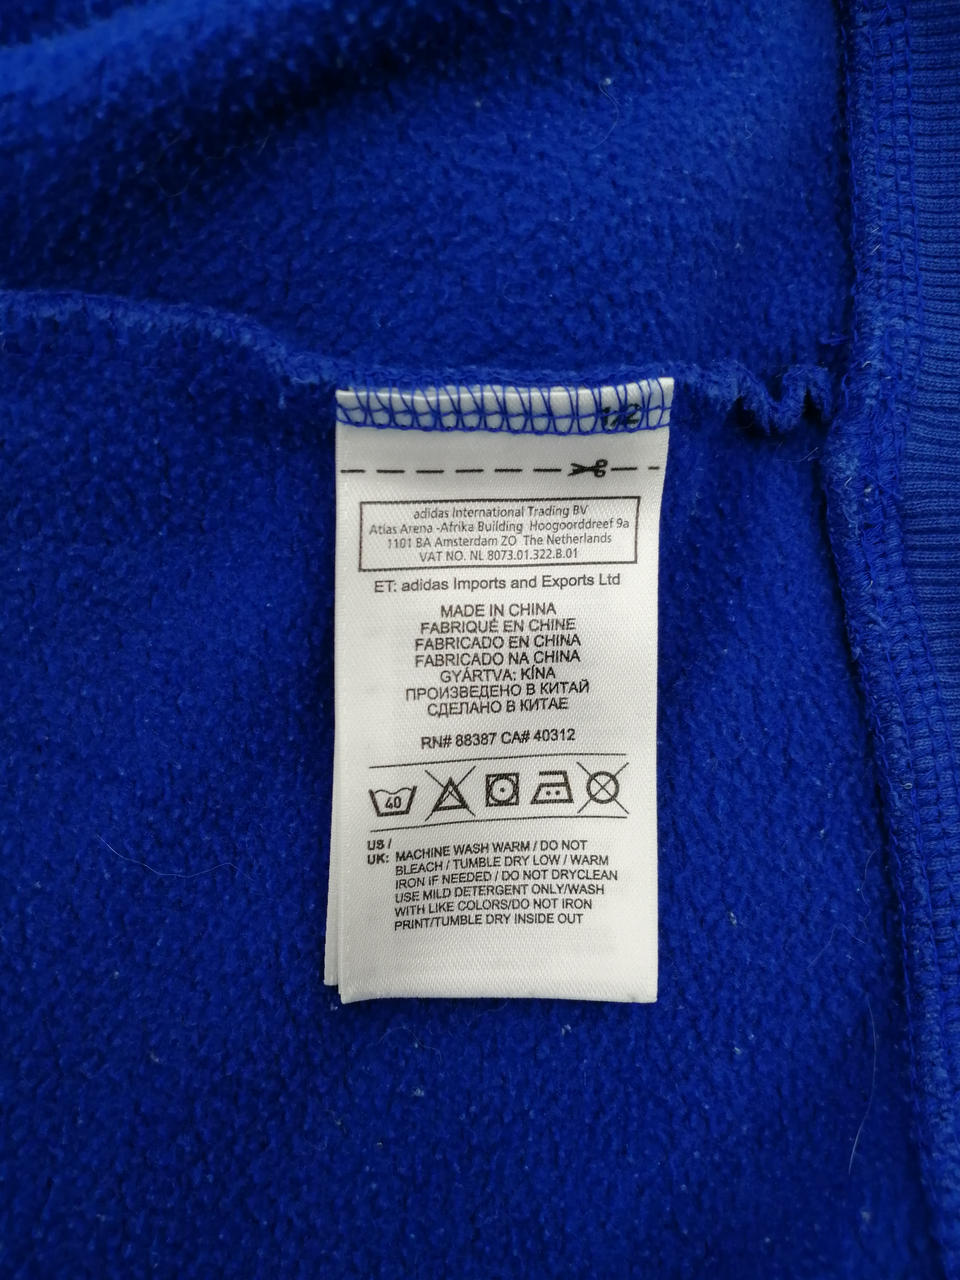 1/2
adidas International Trading BV
Atlas Arena -Afrika Building Hoogoorddreef 9a
1101 BA Amsterdam ZO The Netherlands
VAT NO. NL 8073.01.322.B.01
ET: adidas Imports and Exports Ltd
MADE IN CHINA
FABRIQUÉ EN CHINE
FABRICADO EN CHINA
FABRICADO NA CHINA
GYÁRTVA: KÍNA
ПРОИЗВЕДЕНО В КИТАЙ
СДЕЛАНО В КИТАЕ
RN# 88387 CA# 40312
40
US /
UK: MACHINE WASH WARM / DO NOT
BLEACH / TUMBLE DRY LOW / WARM
IRON iF NEEDED / DO NOT DRYCLEAN
USE MILD DETERGENT ONLY/WASH
WITH LIKE COLORS/DO NOT IRON
PRINT/TUMBLE DRY INSIDE OUT